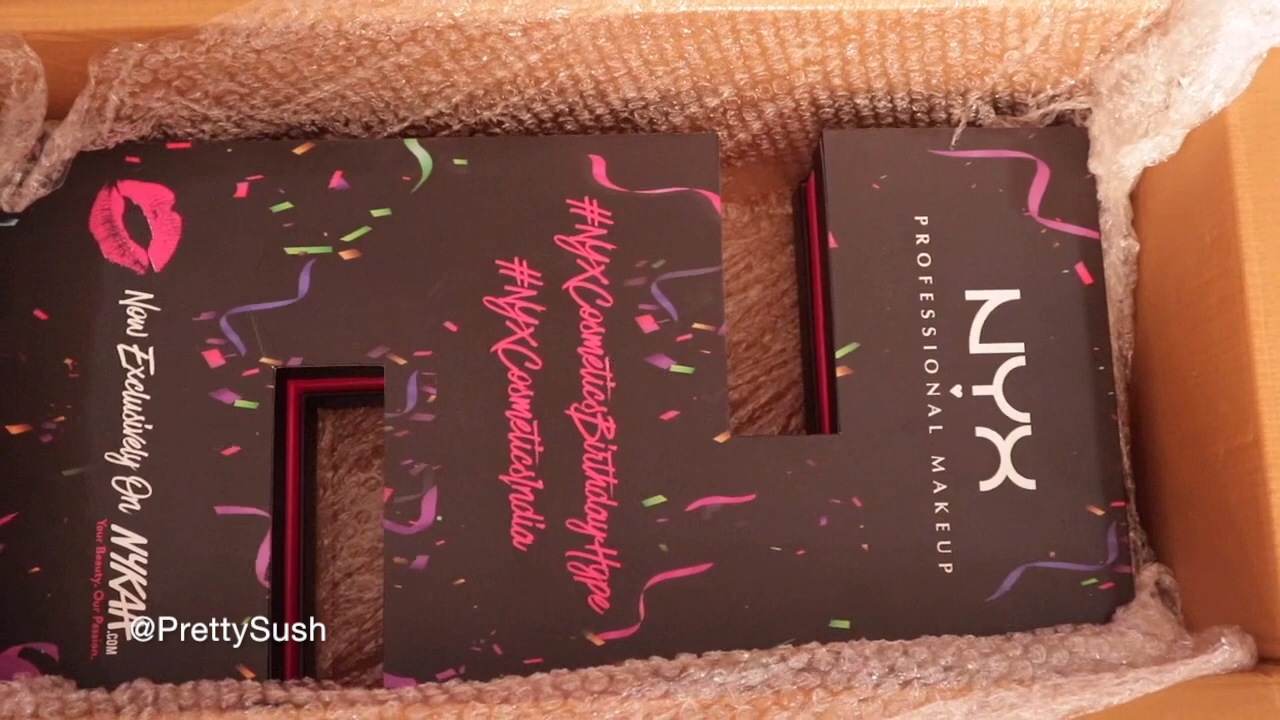 NYX
PROFESSIONAL MAKEUP
#NYXCosmeticsBirthdayHype
#NYXCosmeticsIndia
Now Exclusively On NYKAA.COM
Your Beauty. Our Passion.
@PrettySush